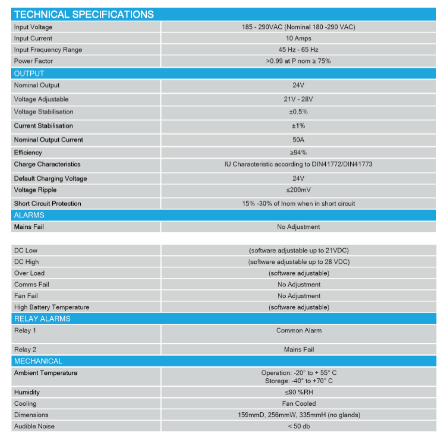 TECHNICAL SPECIFICATIONS
Input Voltage 185 - 290VAC (Nominal 180 -290 VAC)
Input Current 10 Amps
Input Frequency Range 45 Hz - 65 Hz
Power Factor >0.99 at P nom ≥ 75%
OUTPUT
Nominal Output 24V
Voltage Adjustable 21V - 28V
Voltage Stabilisation ±0.5%
Current Stabilisation ±1%
Nominal Output Current 50A
Efficiency ≥94%
Charge Characteristics IU Characteristic according to DIN41772/DIN41773
Default Charging Voltage 24V
Voltage Ripple ≤200mV
Short Circuit Protection 15% -30% of Inom when in short circuit
ALARMS
Mains Fail No Adjustment
DC Low (software adjustable up to 21VDC)
DC High (software adjustable up to 28 VDC)
Over Load (software adjustable)
Comms Fail No Adjustment
Fan Fail No Adjustment
High Battery Temperature (software adjustable)
RELAY ALARMS
Relay 1 Common Alarm
Relay 2 Mains Fail
MECHANICAL
Ambient Temperature Operation: -20° to + 55° C
Storage: -40° to +70° C
Humidity ≤90 %RH
Cooling Fan Cooled
Dimensions 159mmD, 256mmW, 335mmH (no glands)
Audible Noise < 50 db